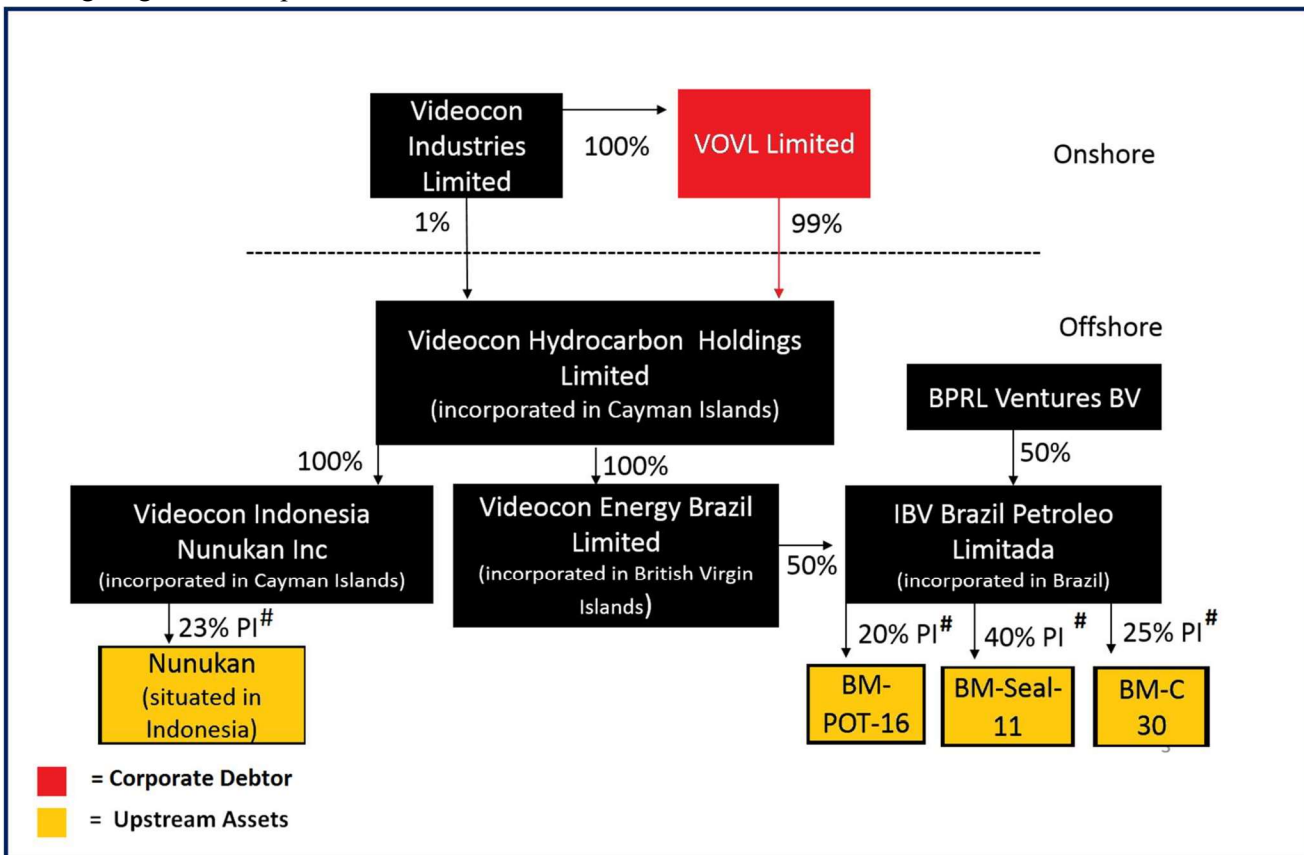 Videocon
Industries
Limited
100%
VOVL Limited
Onshore
1%
99%
Offshore
Videocon Hydrocarbon Holdings
Limited
(incorporated in Cayman Islands)
BPRL Ventures BV
100%
100%
50%
Videocon Indonesia
Nunukan Inc
(incorporated in Cayman Islands)
Videocon Energy Brazil
Limited
(incorporated in British Virgin
Islands)
50%
IBV Brazil Petroleo
Limitada
(incorporated in Brazil)
23% PI#
20% PI#
40% PI #
25% PI#
Nunukan
(situated in
Indonesia)
BM-
POT-16
BM-Seal-
11
BM-C
30
= Corporate Debtor
= Upstream Assets